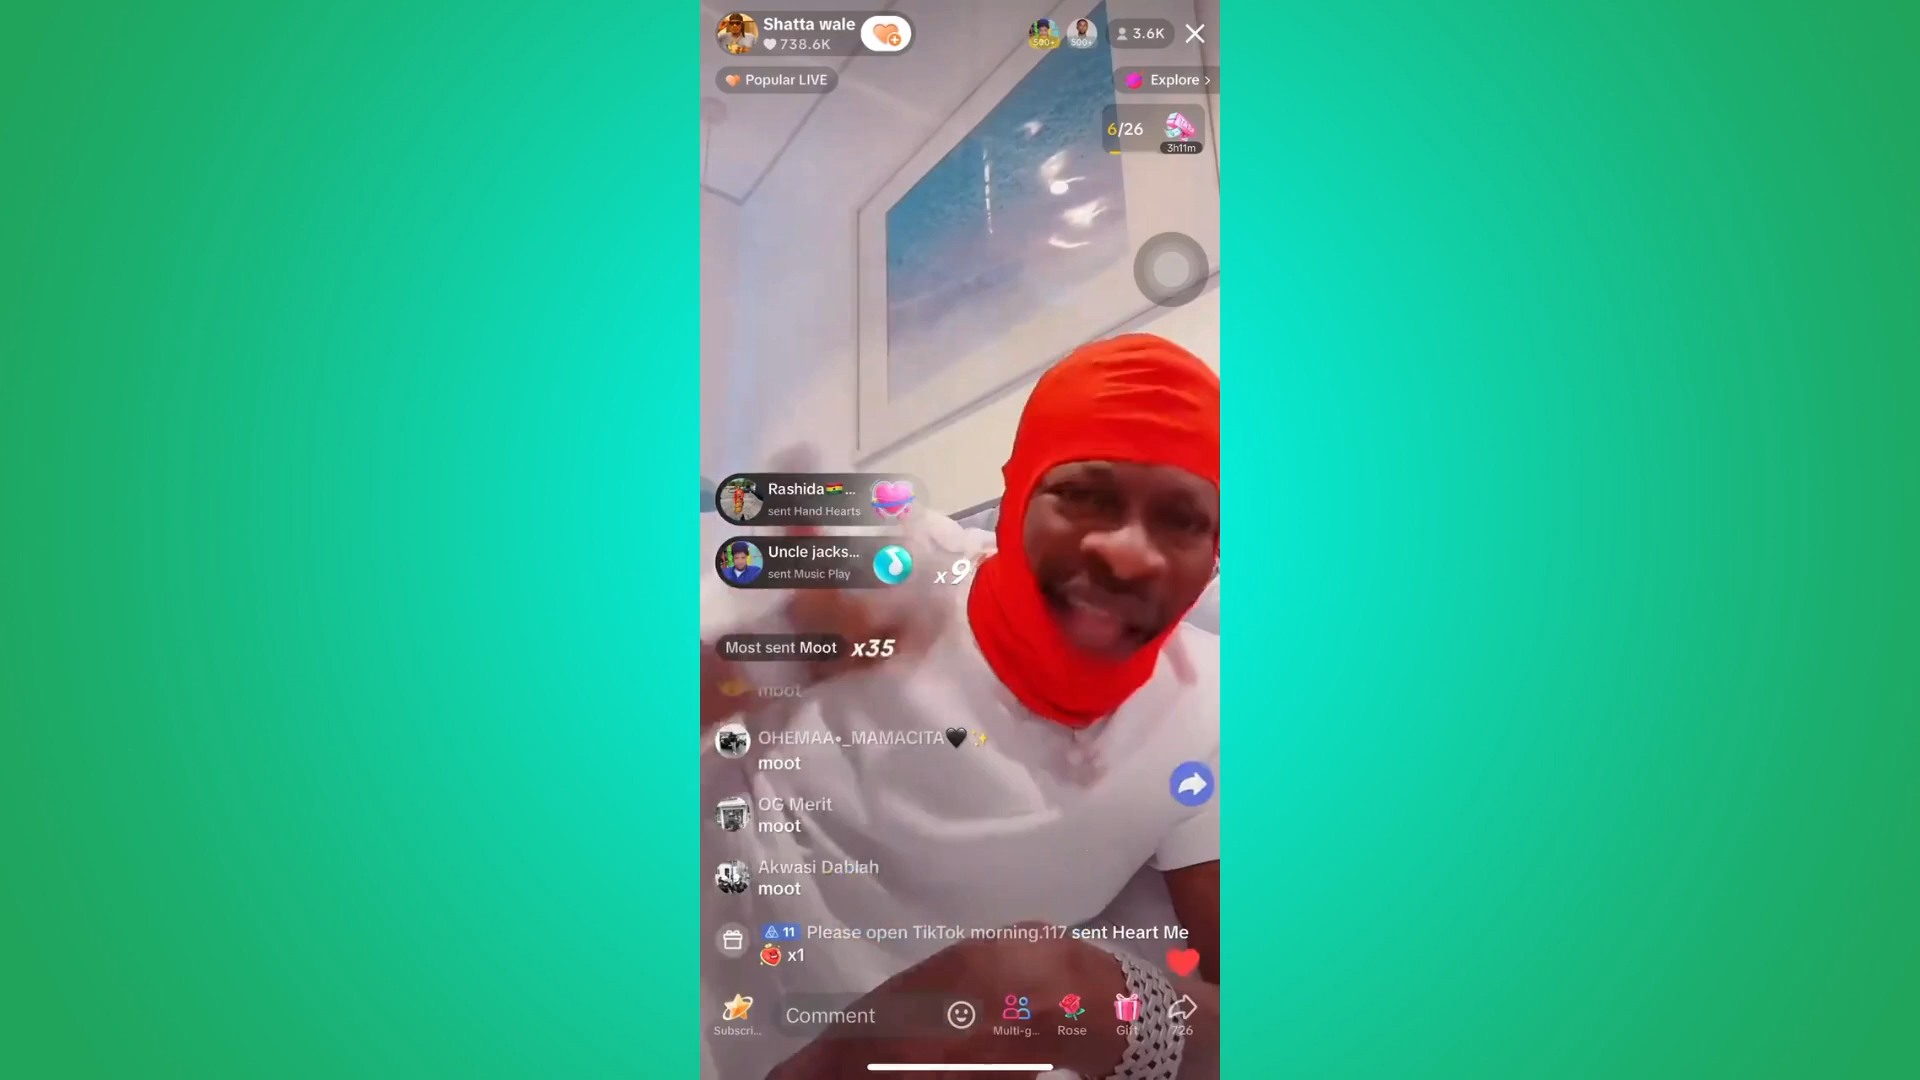 Shatta wale
738.6K
500+
500+
3.6K
Popular LIVE
Explore
6/26
3h11m
Rashida🇬🇭...
sent Hand Hearts
Uncle jacks...
sent Music Play
x9
Most sent Moot x35
moot
OHEMAA•_MAMACITA🖤✨
moot
OG Merit
moot
Akwasi Dablah
moot
11 Please open TikTok morning.117 sent Heart Me
x1
Comment
Subscri...
Multi-g...
Rose
Gift
726